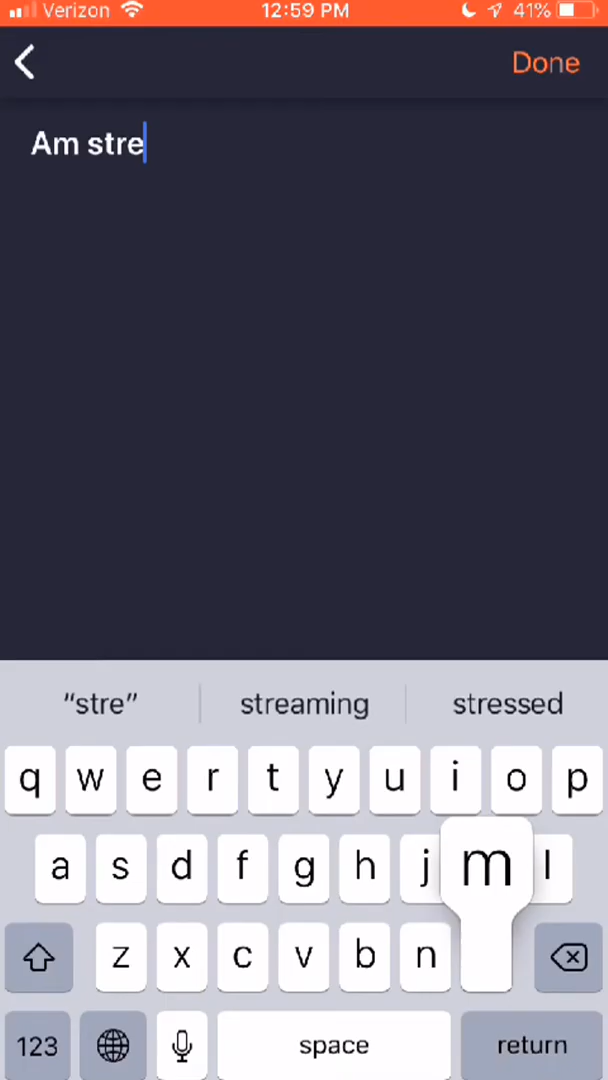 Verizon 12:59 PM 41%
Done
Am stre
“stre” streaming stressed
q w e r t y u i o p
a s d f g h j m l
z x c v b n
123 space return